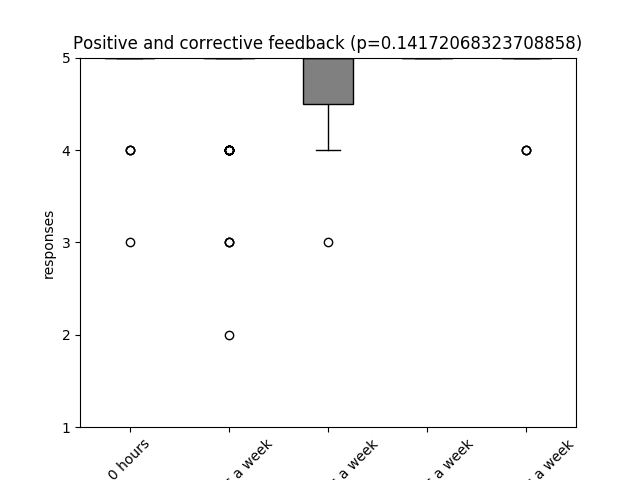 Positive and corrective feedback (p=0.14172068323708858)
5
4
3
2
1
responses
0 hours
a week
a week
a week
a week